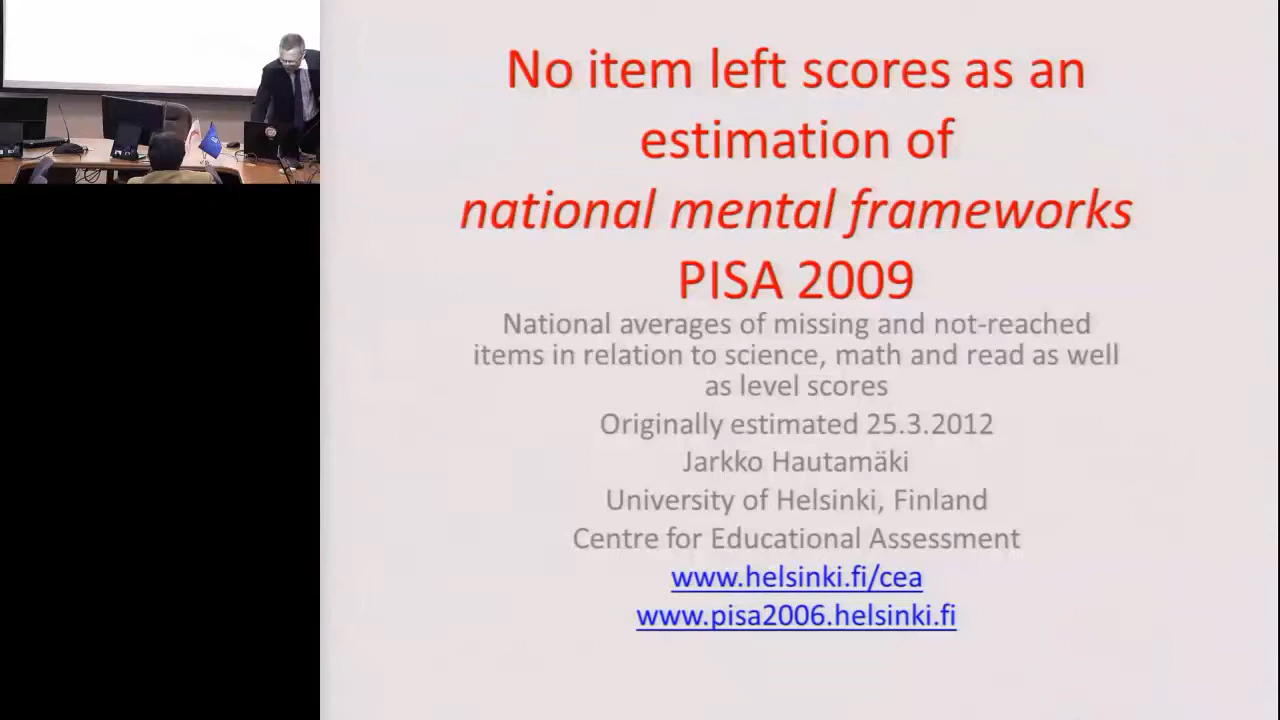 No item left scores as an
estimation of
national mental frameworks
PISA 2009
National averages of missing and not-reached
items in relation to science, math and read as well
as level scores
Originally estimated 25.3.2012
Jarkko Hautamäki
University of Helsinki, Finland
Centre for Educational Assessment
www.helsinki.fi/cea
www.pisa2006.helsinki.fi